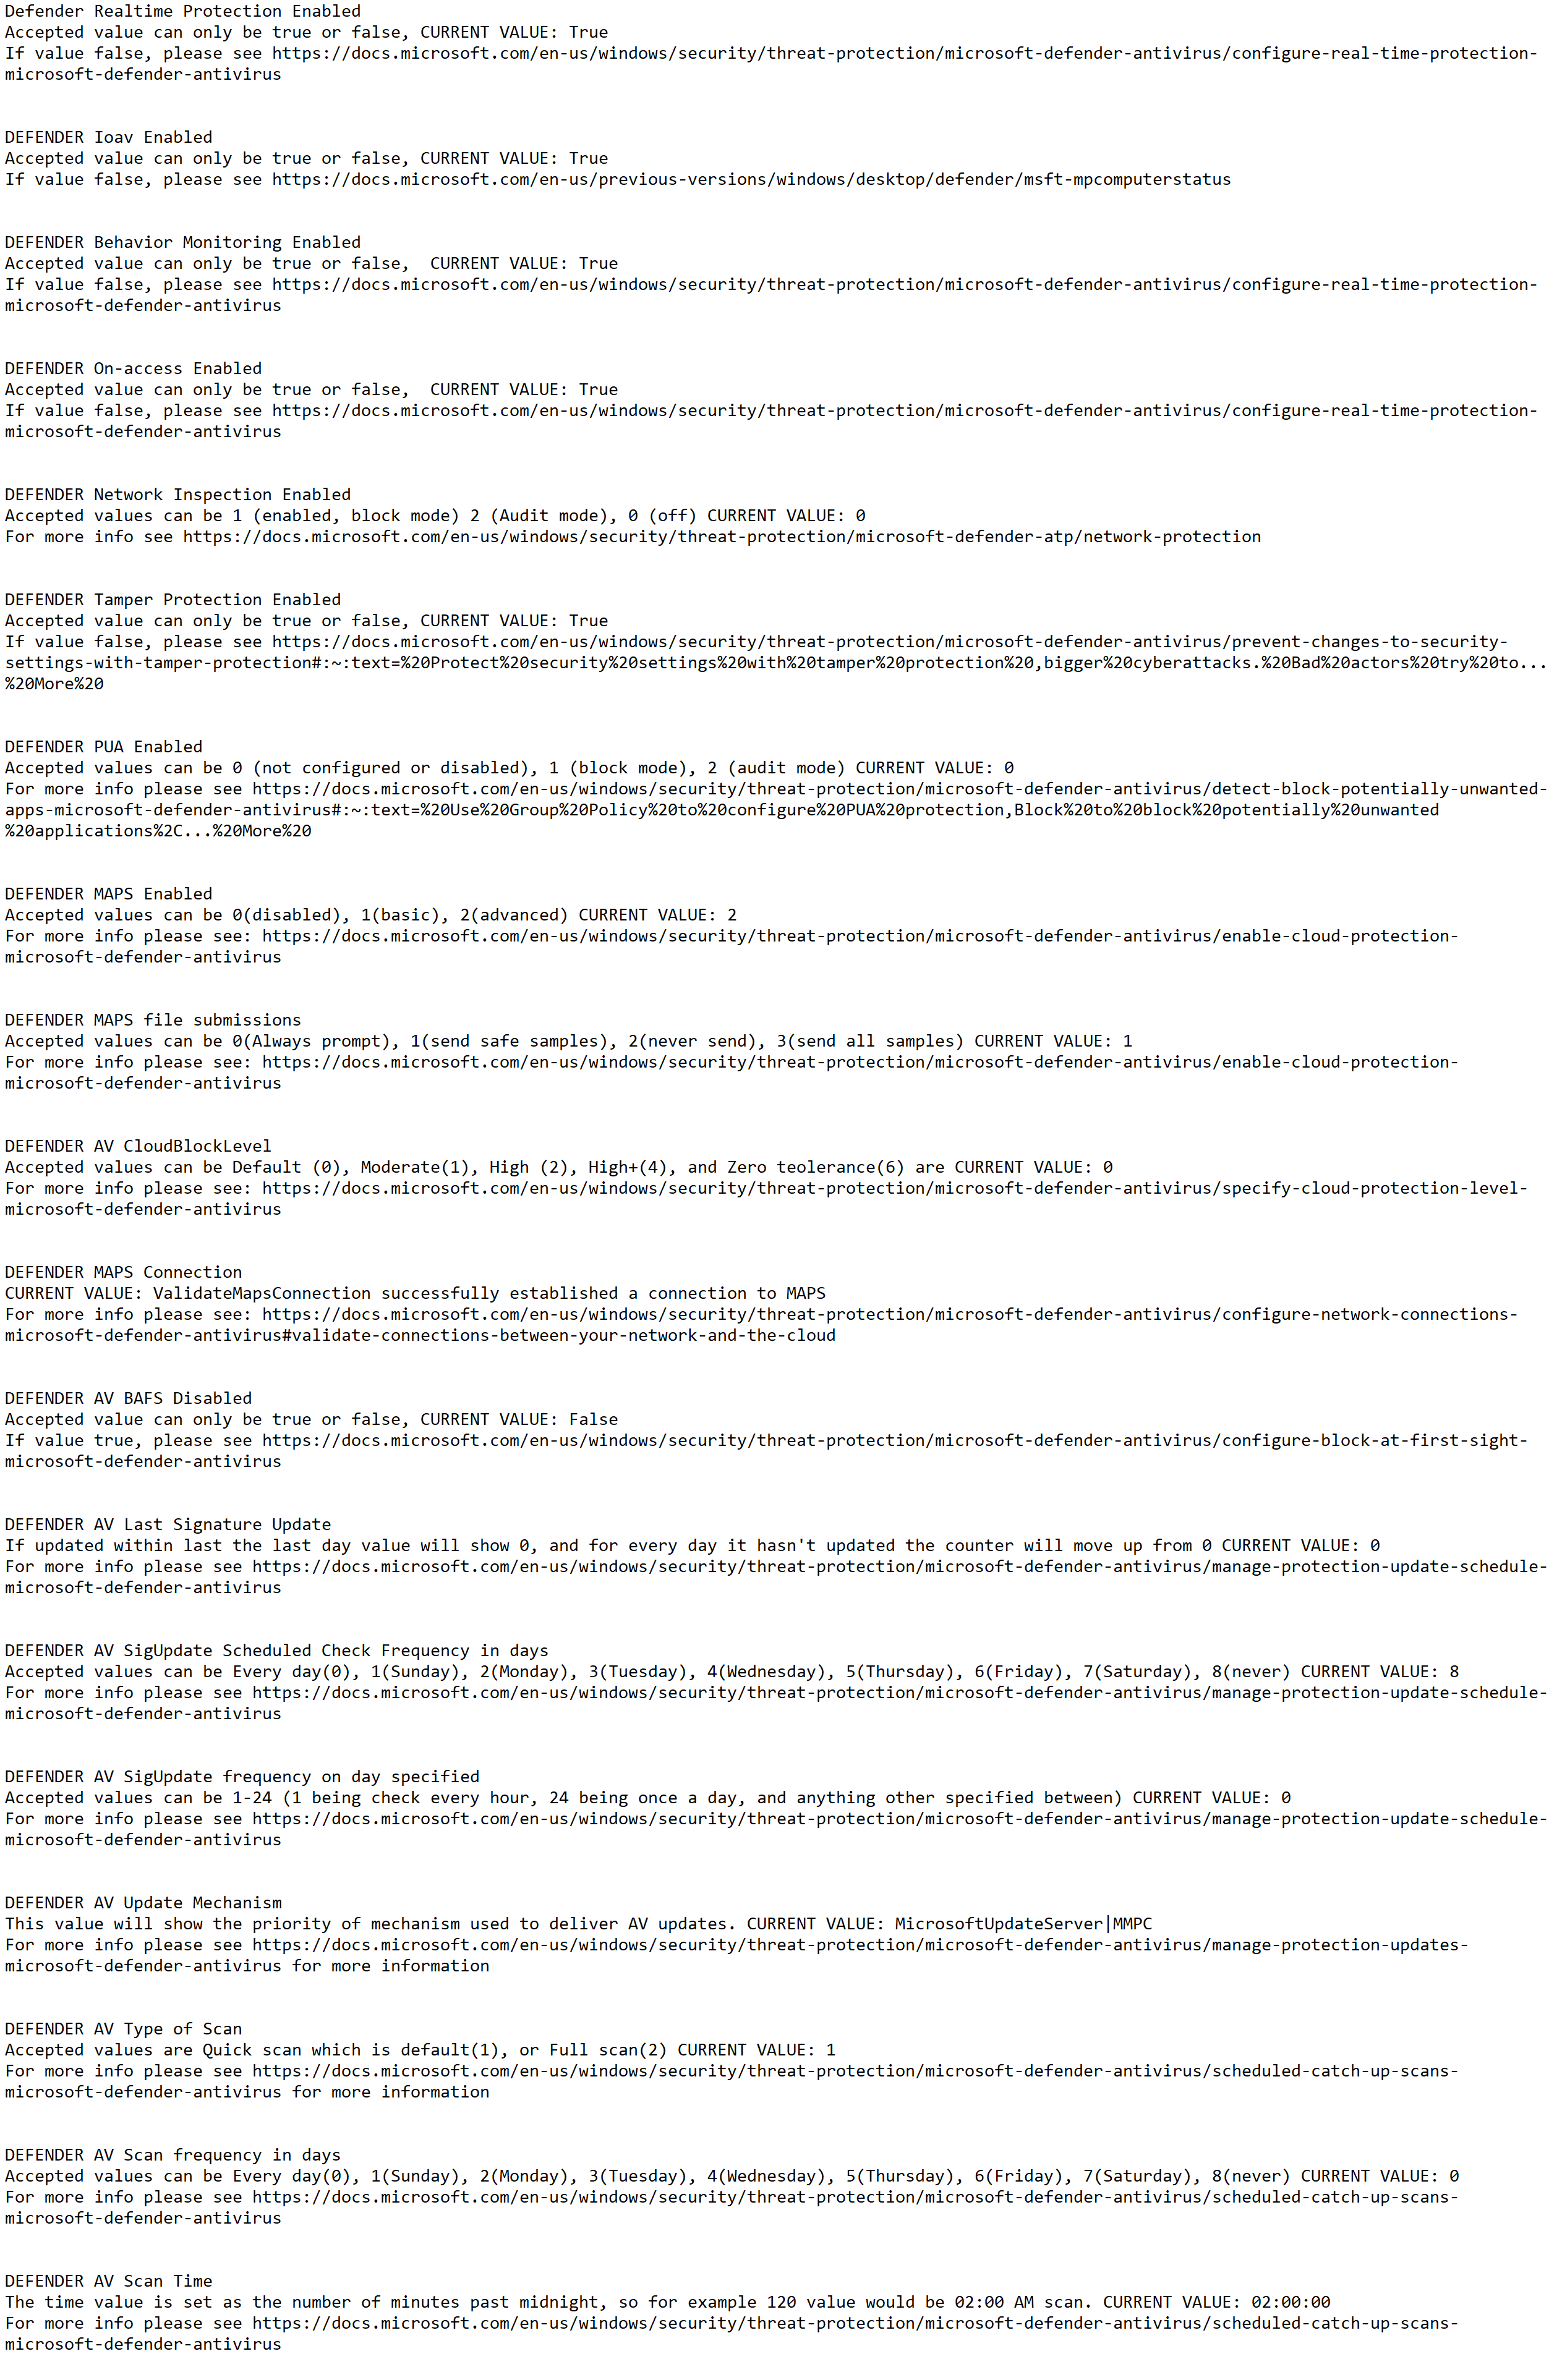 Defender Realtime Protection Enabled
Accepted value can only be true or false, CURRENT VALUE: True
If value false, please see https://docs.microsoft.com/en-us/windows/security/threat-protection/microsoft-defender-antivirus/configure-real-time-protection-
microsoft-defender-antivirus
DEFENDER Ioav Enabled
Accepted value can only be true or false, CURRENT VALUE: True
If value false, please see https://docs.microsoft.com/en-us/previous-versions/windows/desktop/defender/msft-mpcomputerstatus
DEFENDER Behavior Monitoring Enabled
Accepted value can only be true or false,  CURRENT VALUE: True
If value false, please see https://docs.microsoft.com/en-us/windows/security/threat-protection/microsoft-defender-antivirus/configure-real-time-protection-
microsoft-defender-antivirus
DEFENDER On-access Enabled
Accepted value can only be true or false,  CURRENT VALUE: True
If value false, please see https://docs.microsoft.com/en-us/windows/security/threat-protection/microsoft-defender-antivirus/configure-real-time-protection-
microsoft-defender-antivirus
DEFENDER Network Inspection Enabled
Accepted values can be 1 (enabled, block mode) 2 (Audit mode), 0 (off) CURRENT VALUE: 0
For more info see https://docs.microsoft.com/en-us/windows/security/threat-protection/microsoft-defender-atp/network-protection
DEFENDER Tamper Protection Enabled
Accepted value can only be true or false, CURRENT VALUE: True
If value false, please see https://docs.microsoft.com/en-us/windows/security/threat-protection/microsoft-defender-antivirus/prevent-changes-to-security-
settings-with-tamper-protection#:~:text=%20Protect%20security%20settings%20with%20tamper%20protection%20,bigger%20cyberattacks.%20Bad%20actors%20try%20to...
%20More%20
DEFENDER PUA Enabled
Accepted values can be 0 (not configured or disabled), 1 (block mode), 2 (audit mode) CURRENT VALUE: 0
For more info please see https://docs.microsoft.com/en-us/windows/security/threat-protection/microsoft-defender-antivirus/detect-block-potentially-unwanted-
apps-microsoft-defender-antivirus#:~:text=%20Use%20Group%20Policy%20to%20configure%20PUA%20protection,Block%20to%20block%20potentially%20unwanted
%20applications%2C...%20More%20
DEFENDER MAPS Enabled
Accepted values can be 0(disabled), 1(basic), 2(advanced) CURRENT VALUE: 2
For more info please see: https://docs.microsoft.com/en-us/windows/security/threat-protection/microsoft-defender-antivirus/enable-cloud-protection-
microsoft-defender-antivirus
DEFENDER MAPS file submissions
Accepted values can be 0(Always prompt), 1(send safe samples), 2(never send), 3(send all samples) CURRENT VALUE: 1
For more info please see: https://docs.microsoft.com/en-us/windows/security/threat-protection/microsoft-defender-antivirus/enable-cloud-protection-
microsoft-defender-antivirus
DEFENDER AV CloudBlockLevel
Accepted values can be Default (0), Moderate(1), High (2), High+(4), and Zero teolerance(6) are CURRENT VALUE: 0
For more info please see: https://docs.microsoft.com/en-us/windows/security/threat-protection/microsoft-defender-antivirus/specify-cloud-protection-level-
microsoft-defender-antivirus
DEFENDER MAPS Connection
CURRENT VALUE: ValidateMapsConnection successfully established a connection to MAPS
For more info please see: https://docs.microsoft.com/en-us/windows/security/threat-protection/microsoft-defender-antivirus/configure-network-connections-
microsoft-defender-antivirus#validate-connections-between-your-network-and-the-cloud
DEFENDER AV BAFS Disabled
Accepted value can only be true or false, CURRENT VALUE: False
If value true, please see https://docs.microsoft.com/en-us/windows/security/threat-protection/microsoft-defender-antivirus/configure-block-at-first-sight-
microsoft-defender-antivirus
DEFENDER AV Last Signature Update
If updated within last the last day value will show 0, and for every day it hasn't updated the counter will move up from 0 CURRENT VALUE: 0
For more info please see https://docs.microsoft.com/en-us/windows/security/threat-protection/microsoft-defender-antivirus/manage-protection-update-schedule-
microsoft-defender-antivirus
DEFENDER AV SigUpdate Scheduled Check Frequency in days
Accepted values can be Every day(0), 1(Sunday), 2(Monday), 3(Tuesday), 4(Wednesday), 5(Thursday), 6(Friday), 7(Saturday), 8(never) CURRENT VALUE: 8
For more info please see https://docs.microsoft.com/en-us/windows/security/threat-protection/microsoft-defender-antivirus/manage-protection-update-schedule-
microsoft-defender-antivirus
DEFENDER AV SigUpdate frequency on day specified
Accepted values can be 1-24 (1 being check every hour, 24 being once a day, and anything other specified between) CURRENT VALUE: 0
For more info please see https://docs.microsoft.com/en-us/windows/security/threat-protection/microsoft-defender-antivirus/manage-protection-update-schedule-
microsoft-defender-antivirus
DEFENDER AV Update Mechanism
This value will show the priority of mechanism used to deliver AV updates. CURRENT VALUE: MicrosoftUpdateServer|MMPC
For more info please see https://docs.microsoft.com/en-us/windows/security/threat-protection/microsoft-defender-antivirus/manage-protection-updates-
microsoft-defender-antivirus for more information
DEFENDER AV Type of Scan
Accepted values are Quick scan which is default(1), or Full scan(2) CURRENT VALUE: 1
For more info please see https://docs.microsoft.com/en-us/windows/security/threat-protection/microsoft-defender-antivirus/scheduled-catch-up-scans-
microsoft-defender-antivirus for more information
DEFENDER AV Scan frequency in days
Accepted values can be Every day(0), 1(Sunday), 2(Monday), 3(Tuesday), 4(Wednesday), 5(Thursday), 6(Friday), 7(Saturday), 8(never) CURRENT VALUE: 0
For more info please see https://docs.microsoft.com/en-us/windows/security/threat-protection/microsoft-defender-antivirus/scheduled-catch-up-scans-
microsoft-defender-antivirus
DEFENDER AV Scan Time
The time value is set as the number of minutes past midnight, so for example 120 value would be 02:00 AM scan. CURRENT VALUE: 02:00:00
For more info please see https://docs.microsoft.com/en-us/windows/security/threat-protection/microsoft-defender-antivirus/scheduled-catch-up-scans-
microsoft-defender-antivirus